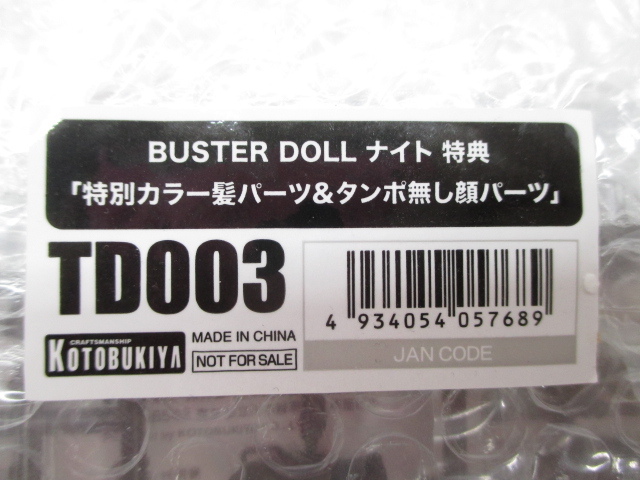 BUSTER DOLL ナイト 特典
「特別カラー髪パーツ&タンポ無し顔パーツ」
TD003
CRAFTSMANSHIP
KOTOBUKIYA
MADE IN CHINA
NOT FOR SALE
4 934054 057689
JAN CODE